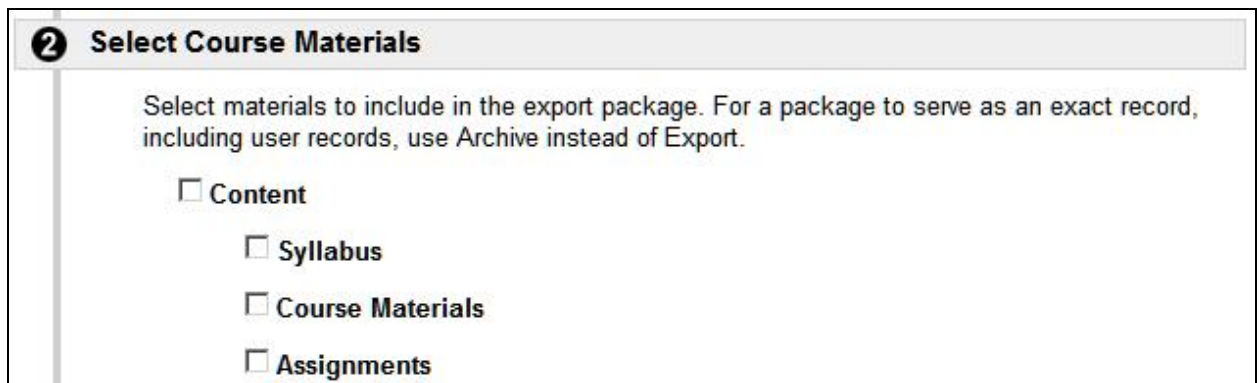 2 Select Course Materials
Select materials to include in the export package. For a package to serve as an exact record,
including user records, use Archive instead of Export.
Content
Syllabus
Course Materials
Assignments